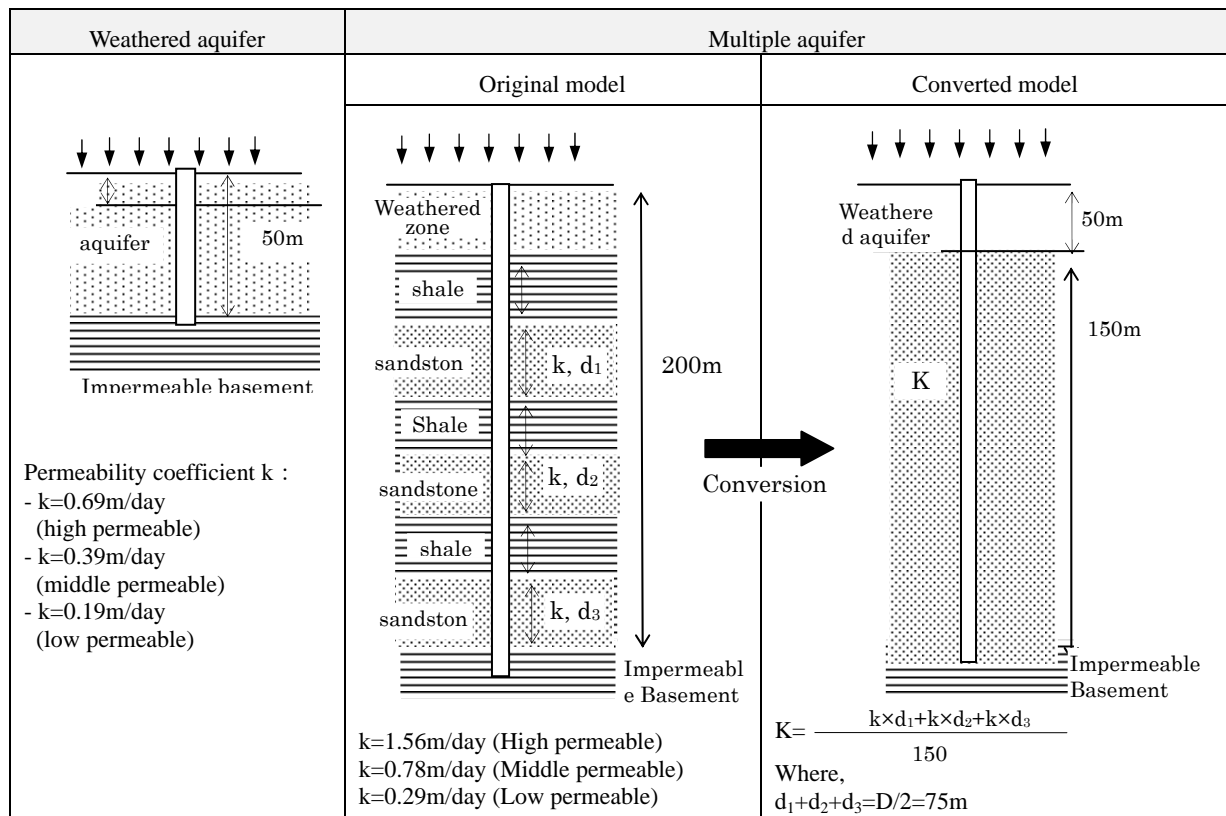 Weathered aquifer
Multiple aquifer
Original model
Converted model
aquifer
50m
Impermeable basement
Permeability coefficient k :
- k=0.69m/day
(high permeable)
- k=0.39m/day
(middle permeable)
- k=0.19m/day
(low permeable)
Weathered
zone
shale
sandston
k, d1
Shale
sandstone
k, d2
shale
sandston
k, d3
200m
Impermeabl
e Basement
k=1.56m/day (High permeable)
k=0.78m/day (Middle permeable)
k=0.29m/day (Low permeable)
Conversion
Weathere
d aquifer
50m
150m
K
Impermeable
Basement
K= k×d1+k×d2+k×d3
150
Where,
d1+d2+d3=D/2=75m